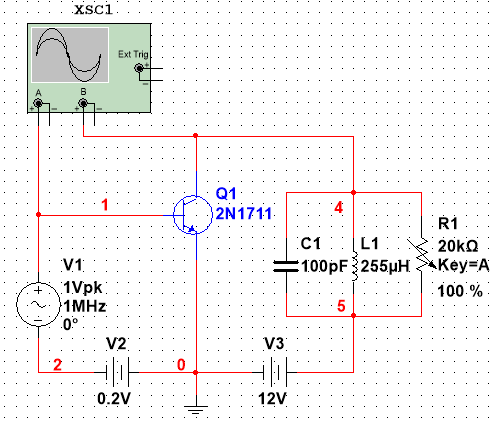 XSC1
Ext Trig
+
−
A
B
+
−
+
−
Q1
1
2N1711
4
R1
C1
L1
20kΩ
100pF
255µH
Key=A
V1
100 %
1Vpk
1MHz
0°
5
V2
V3
2
0
0.2V
12V